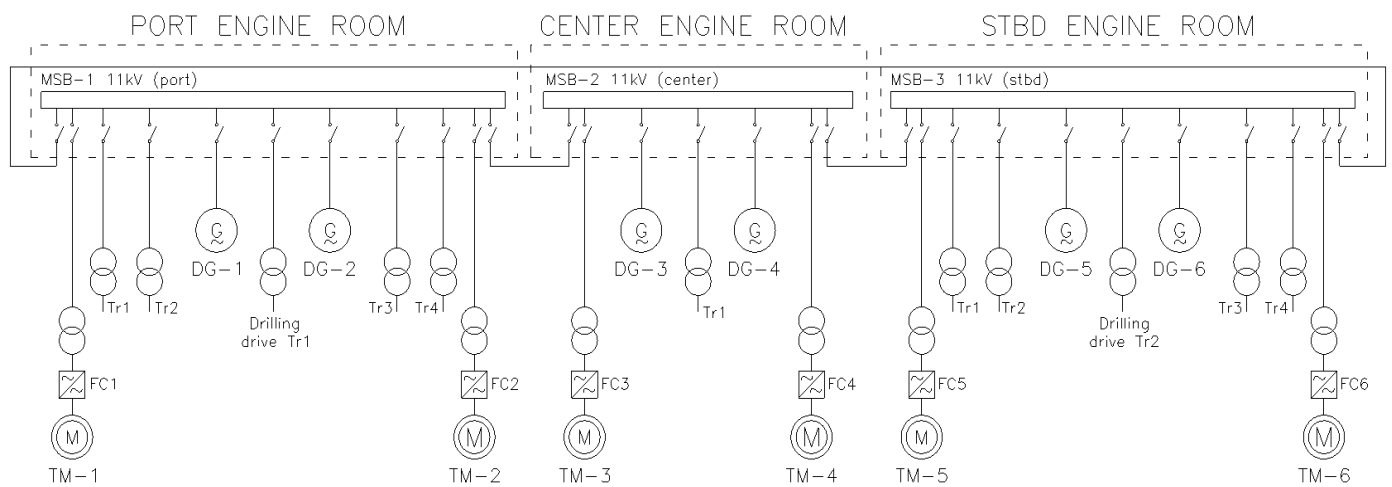 PORT ENGINE ROOM
CENTER ENGINE ROOM
STBD ENGINE ROOM
MSB-1 11kV (port)
MSB-2 11kV (center)
MSB-3 11kV (stbd)
G
G
G
G
G
G
DG-1
DG-2
DG-3
DG-4
DG-5
DG-6
Tr1
Tr2
Tr3
Tr4
Tr1
Tr1
Tr2
Tr3
Tr4
Drilling
drive Tr1
Drilling
drive Tr2
FC1
FC2
FC3
FC4
FC5
FC6
M
M
M
M
M
M
TM-1
TM-2
TM-3
TM-4
TM-5
TM-6